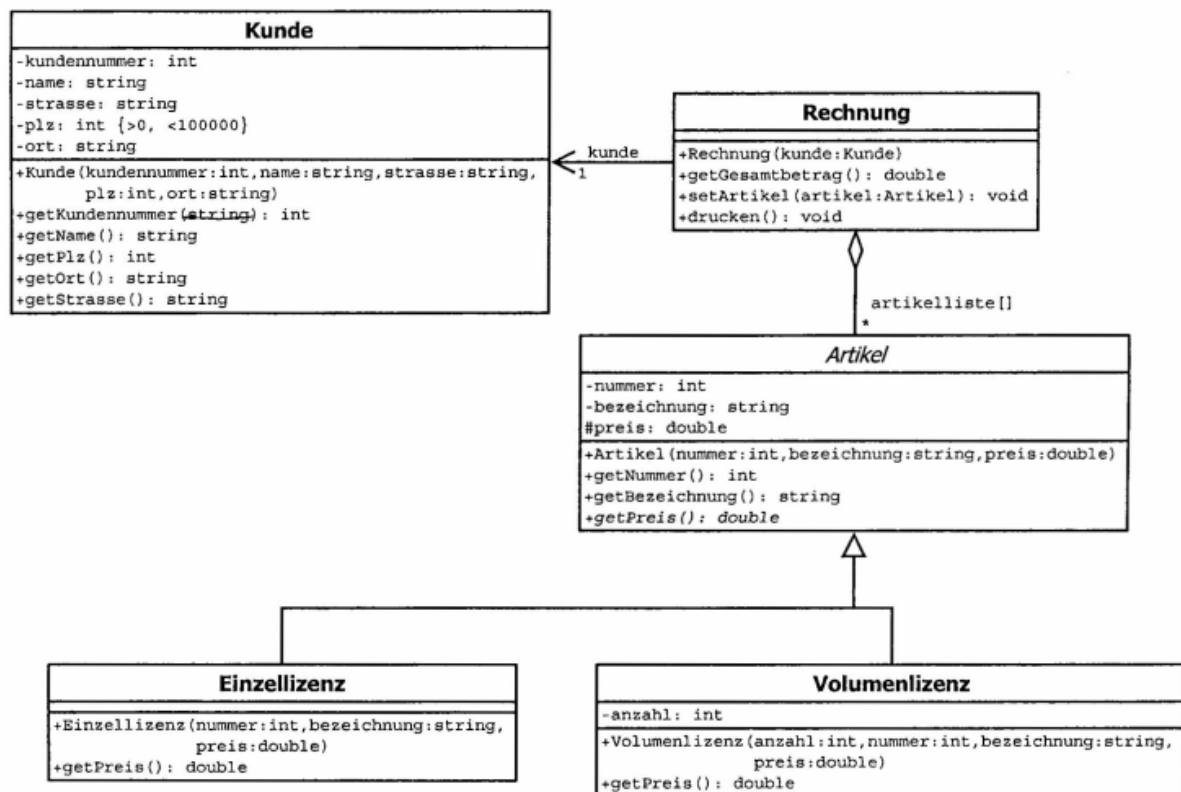 Kunde
-kundennummer: int
-name: string
-strasse: string
-plz: int {>0, <100000}
-ort: string
+Kunde(kundennummer:int,name:string,strasse:string,
plz:int,ort:string)
+getKundennummer(string): int
+getName(): string
+getPlz(): int
+getOrt(): string
+getStrasse(): string
kunde
1
Rechnung
+Rechnung(kunde:Kunde)
+getGesamtbetrag(): double
+setArtikel(artikel:Artikel): void
+drucken(): void
artikelliste[]
*
Artikel
-nummer: int
-bezeichnung: string
#preis: double
+Artikel(nummer:int,bezeichnung:string,preis:double)
+getNummer(): int
+getBezeichnung(): string
+getPreis(): double
Einzellizenz
+Einzellizenz(nummer:int,bezeichnung:string,
preis:double)
+getPreis(): double
Volumenlizenz
-anzahl: int
+Volumenlizenz(anzahl:int,nummer:int,bezeichnung:string,
preis:double)
+getPreis(): double